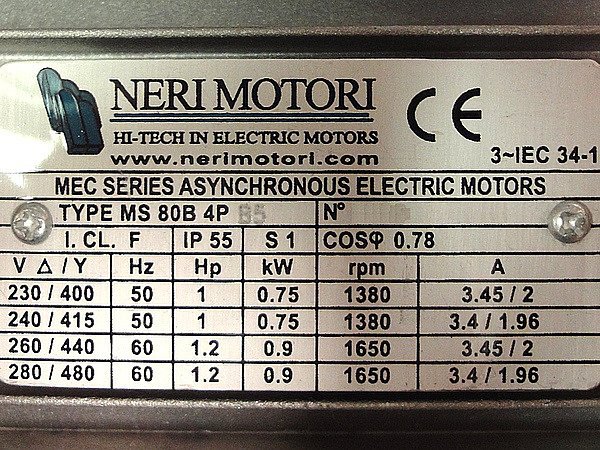 NERI MOTORI
HI-TECH IN ELECTRIC MOTORS
www.nerimotori.com
CE
3~IEC 34-1
MEC SERIES ASYNCHRONOUS ELECTRIC MOTORS
TYPE MS 80B 4P B5 N°
I. CL. F IP 55 S 1 COSφ 0.78
V Δ / Y Hz Hp kW rpm A
230 / 400 50 1 0.75 1380 3.45 / 2
240 / 415 50 1 0.75 1380 3.4 / 1.96
260 / 440 60 1.2 0.9 1650 3.45 / 2
280 / 480 60 1.2 0.9 1650 3.4 / 1.96